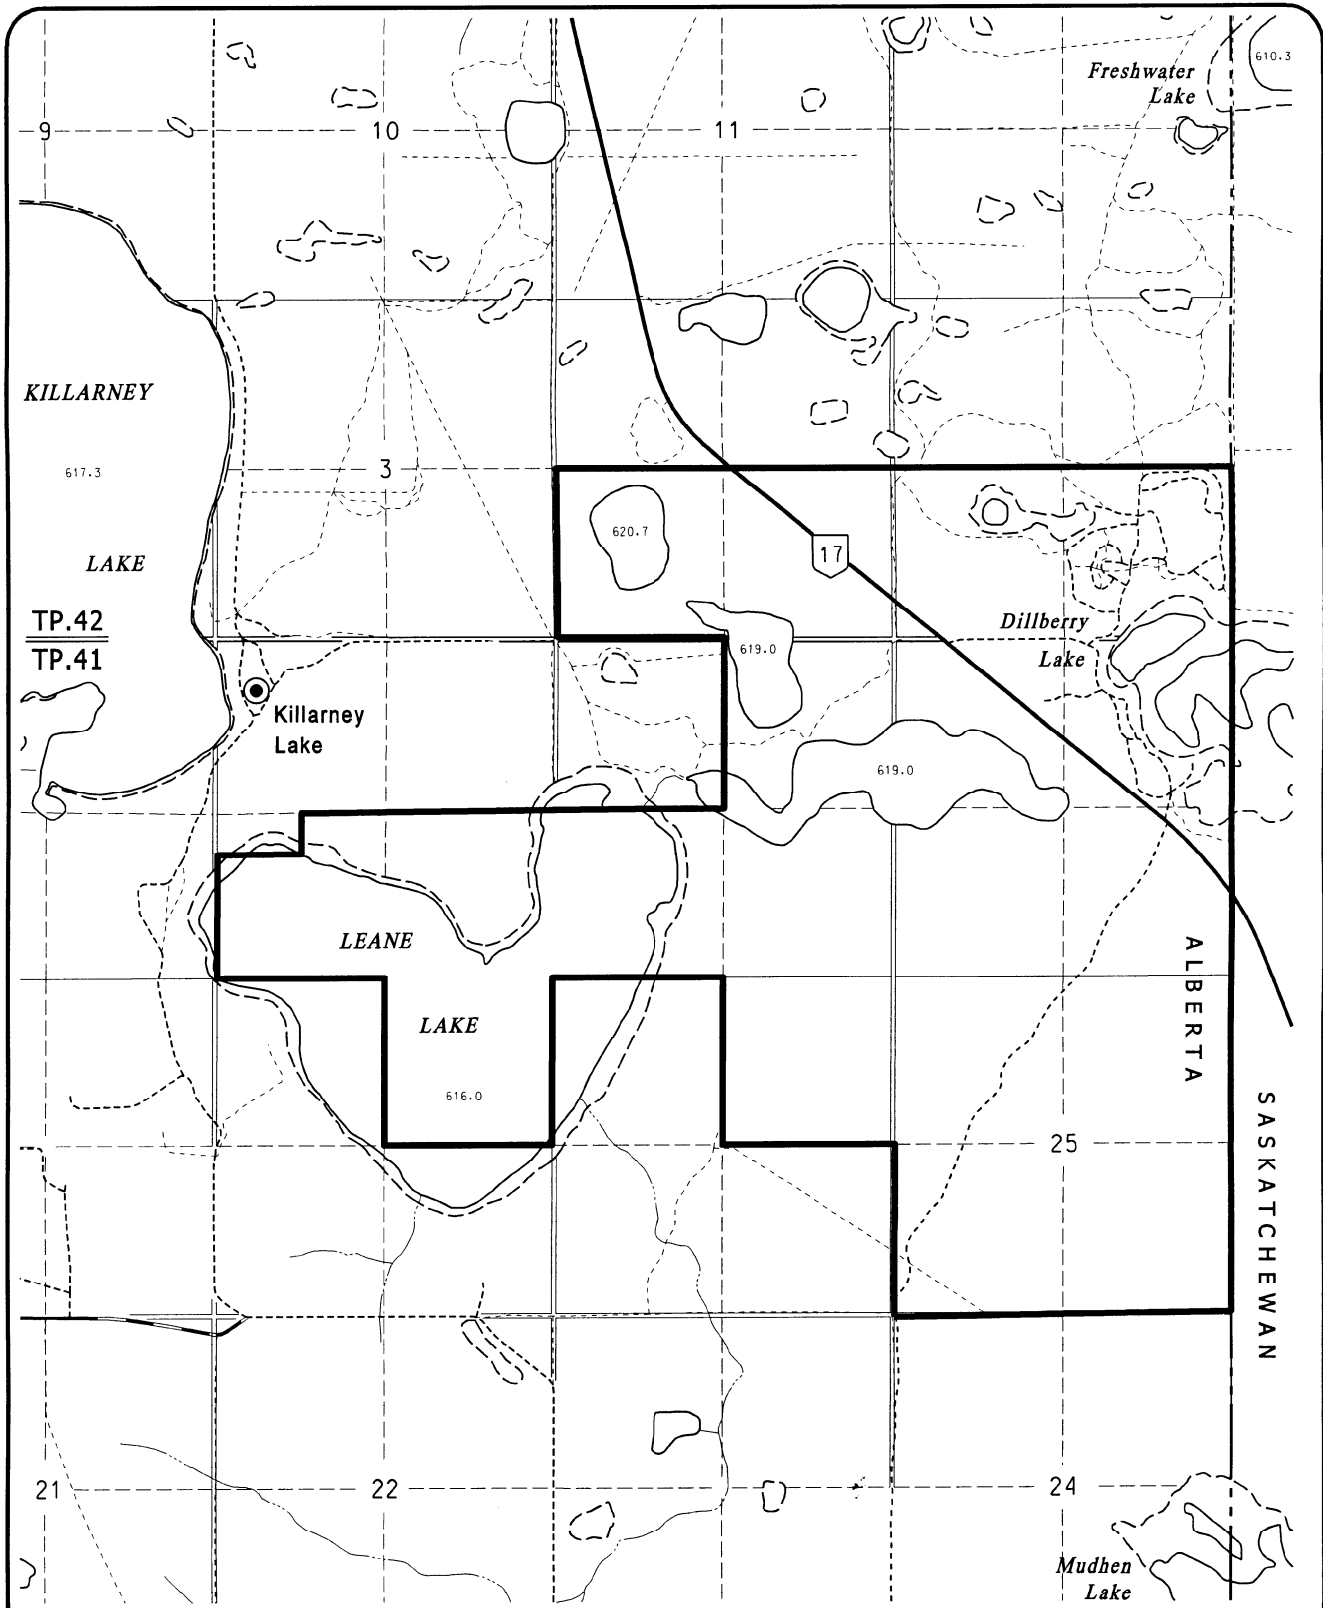 610.3
Freshwater
Lake
9
10
11
KILLARNEY
617.3
3
620.7
17
LAKE
TP.42
TP.41
Dillberry
Lake
619.0
Killarney
Lake
619.0
LEANE
LAKE
616.0
ALBERTA
SASKATCHEWAN
25
21
22
24
Mudhen
Lake